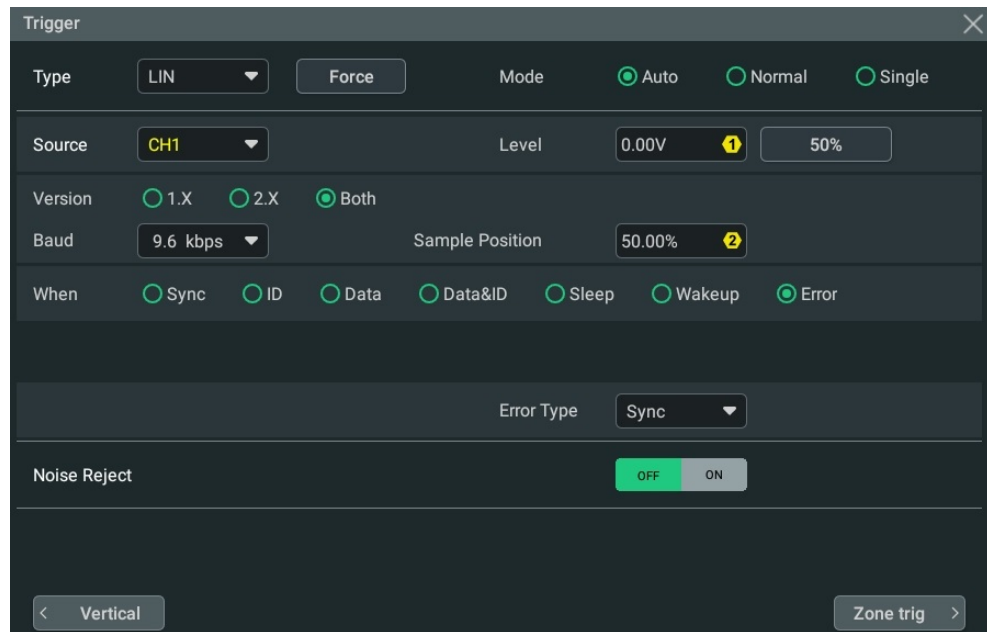 Trigger
Type LIN Force Mode Auto Normal Single
Source CH1 Level 0.00V 1 50%
Version 1.X 2.X Both
Baud 9.6 kbps Sample Position 50.00% 2
When Sync ID Data Data&ID Sleep Wakeup Error
Error Type Sync
Noise Reject OFF ON
Vertical Zone trig